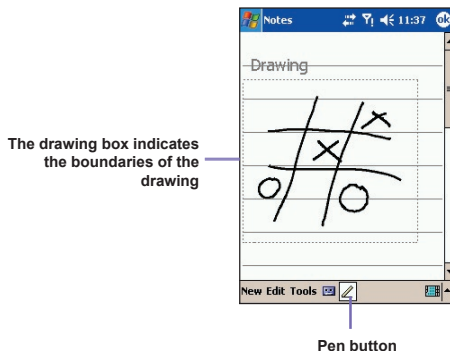 Notes 11:37 ok
Drawing
The drawing box indicates
the boundaries of the
drawing
New Edit Tools
Pen button